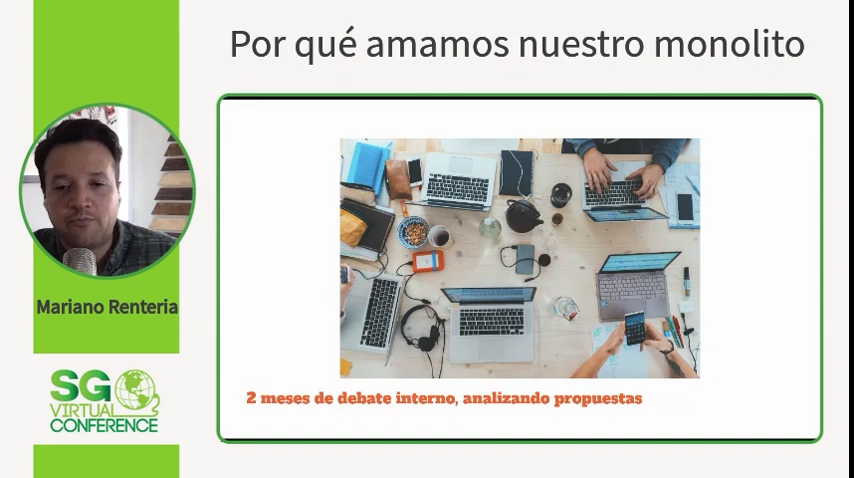 Por qué amamos nuestro monolito
Mariano Renteria
SG
VIRTUAL
CONFERENCE
2 meses de debate interno, analizando propuestas